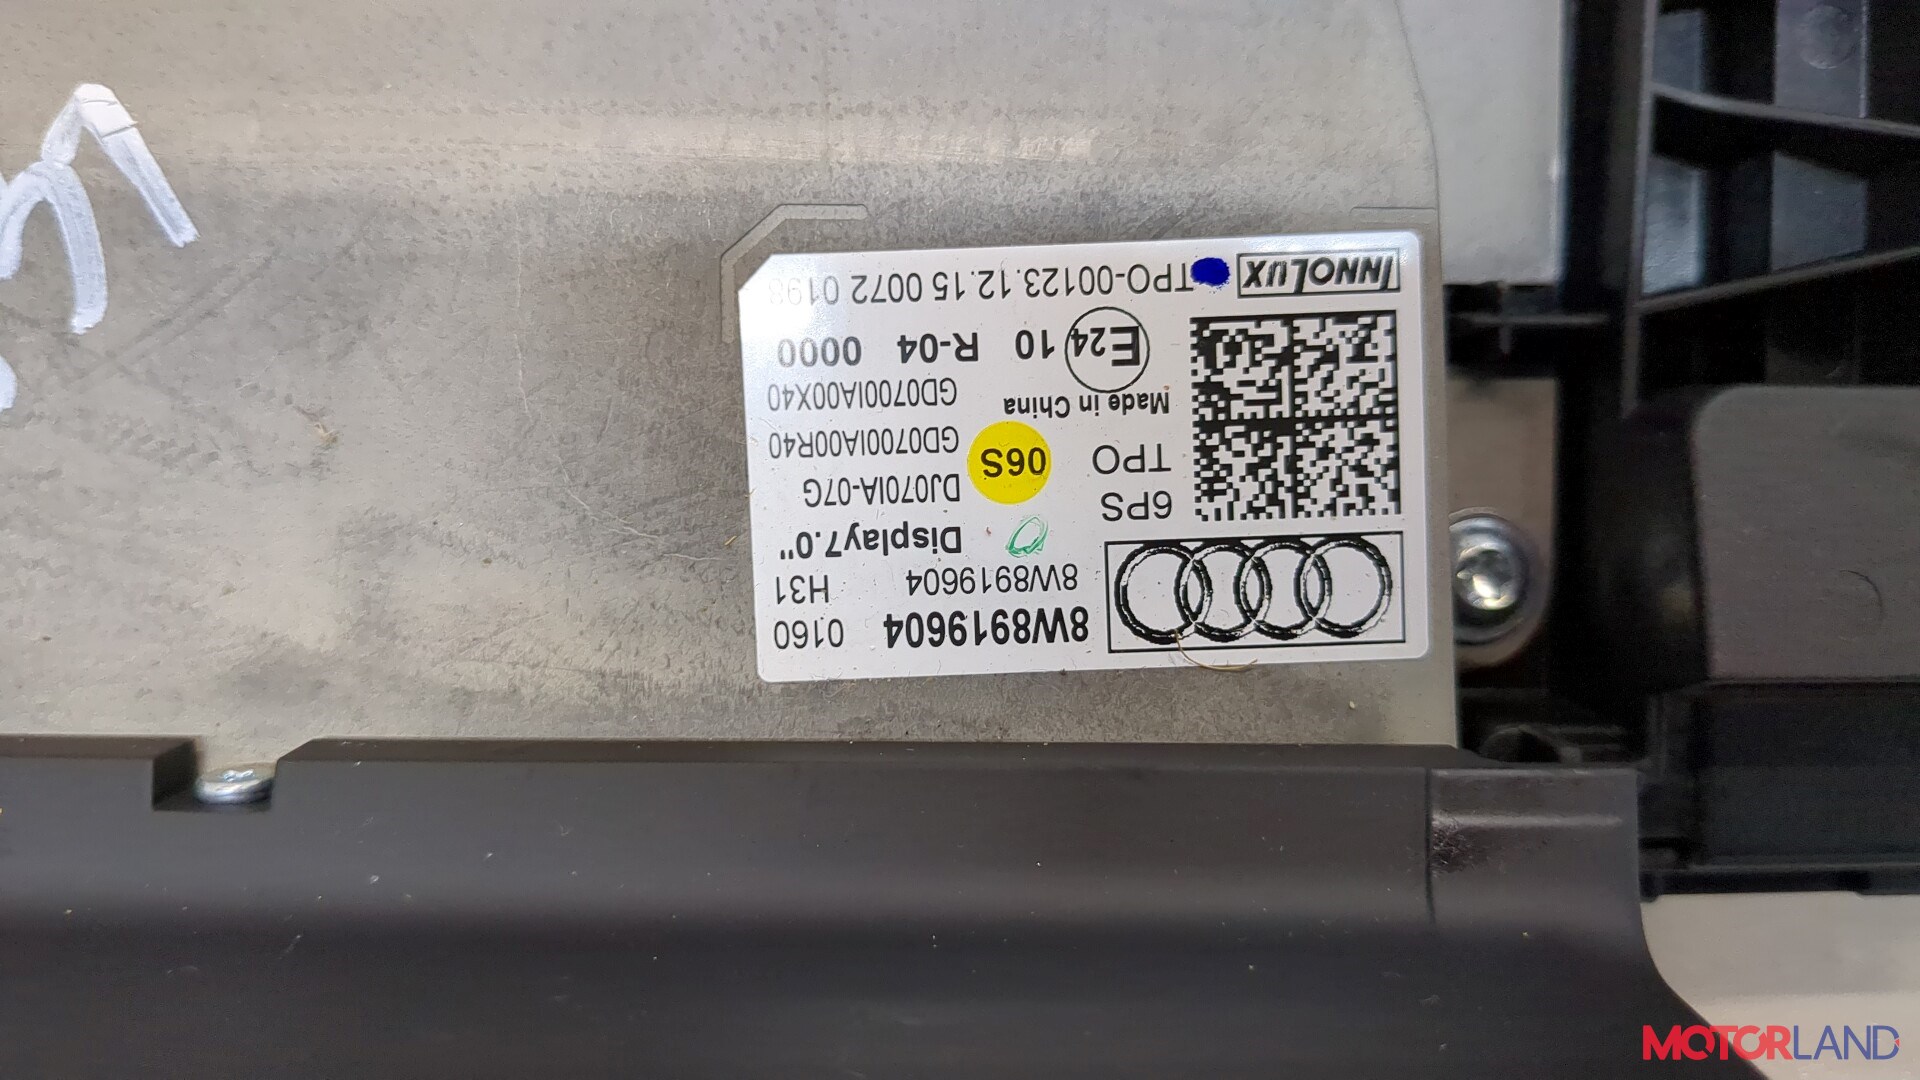 8W8919604 0160
8W8919604 H31
Display7.0"
6PS DJ070IA-07G
TPO 06S GD0700IA00R40
Made in China GD0700IA00X40
E24 10 R-04 0000
INNOLUX TPO-00123.12.15 0072 0198
MOTORLAND